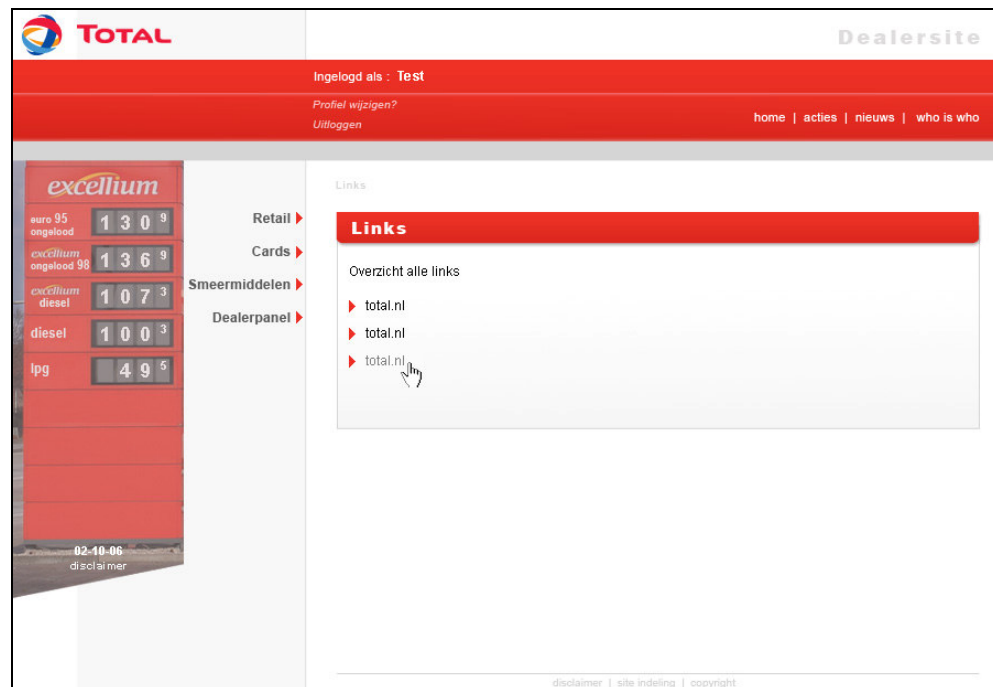 TOTAL
Dealersite
Ingelogd als : Test
Profiel wijzigen?
Uitloggen
home | acties | nieuws | who is who
excellium
euro 95
ongelood
1 3 0 9
excellium
ongelood 98
1 3 6 9
excellium
diesel
1 0 7 3
diesel
1 0 0 3
lpg
4 9 5
02-10-06
disclaimer
Retail
Cards
Smeermiddelen
Dealerpanel
Links
Links
Overzicht alle links
total.nl
total.nl
total.nl
disclaimer | site indeling | copyright